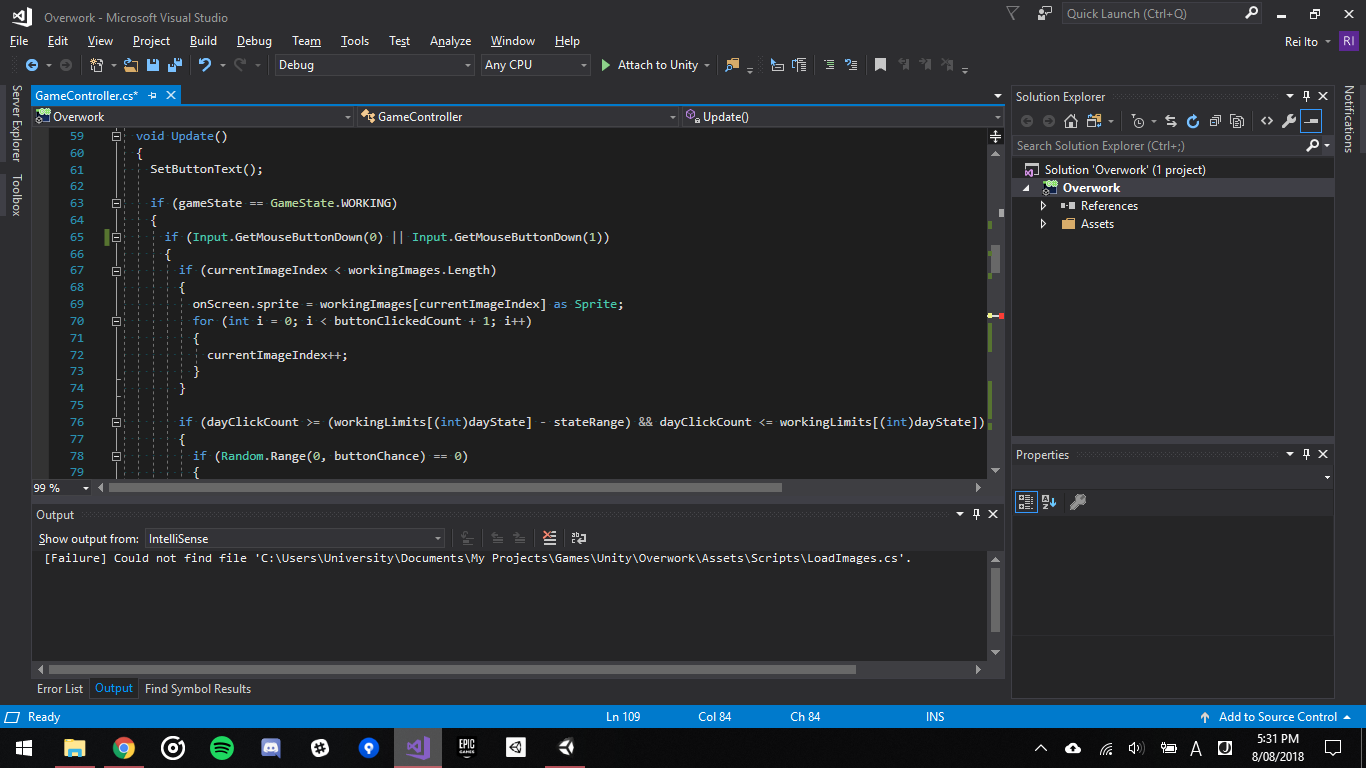 Overwork - Microsoft Visual Studio
Quick Launch (Ctrl+Q)
File Edit View Project Build Debug Team Tools Test Analyze Window Help
Rei Ito RI
Debug Any CPU Attach to Unity
Server Explorer
Toolbox
GameController.cs*
Overwork GameController Update()
59 void Update()
60 {
61 SetButtonText();
62
63 if (gameState == GameState.WORKING)
64 {
65 if (Input.GetMouseButtonDown(0) || Input.GetMouseButtonDown(1))
66 {
67 if (currentImageIndex < workingImages.Length)
68 {
69 onScreen.sprite = workingImages[currentImageIndex] as Sprite;
70 for (int i = 0; i < buttonClickedCount + 1; i++)
71 {
72 currentImageIndex++;
73 }
74 }
75
76 if (dayClickCount >= (workingLimits[(int)dayState] - stateRange) && dayClickCount <= workingLimits[(int)dayState])
77 {
78 if (Random.Range(0, buttonChance) == 0)
79 {
99 %
Output
Show output from: IntelliSense
[Failure] Could not find file 'C:\Users\University\Documents\My Projects\Games\Unity\Overwork\Assets\Scripts\LoadImages.cs'.
Error List Output Find Symbol Results
Solution Explorer
Search Solution Explorer (Ctrl+;)
Solution 'Overwork' (1 project)
Overwork
References
Assets
Properties
Notifications
Ready Ln 109 Col 84 Ch 84 INS Add to Source Control
EPIC GAMES
A
5:31 PM
8/08/2018